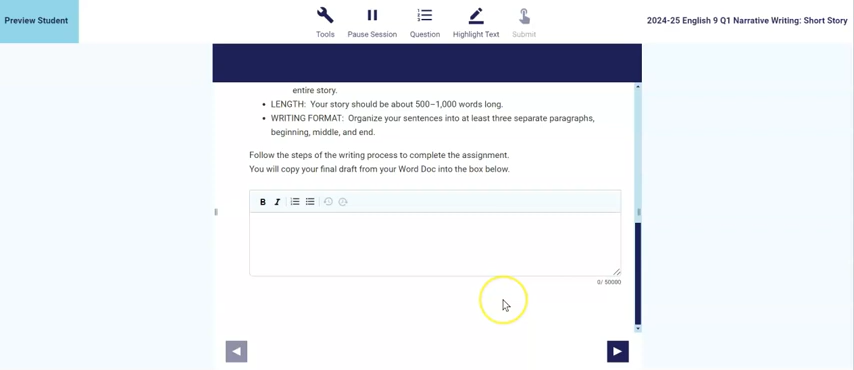 Preview Student
Tools
Pause Session
Question
Highlight Text
Submit
2024-25 English 9 Q1 Narrative Writing: Short Story
entire story.
• LENGTH: Your story should be about 500–1,000 words long.
• WRITING FORMAT: Organize your sentences into at least three separate paragraphs,
beginning, middle, and end.
Follow the steps of the writing process to complete the assignment.
You will copy your final draft from your Word Doc into the box below.
B I
0/ 50000